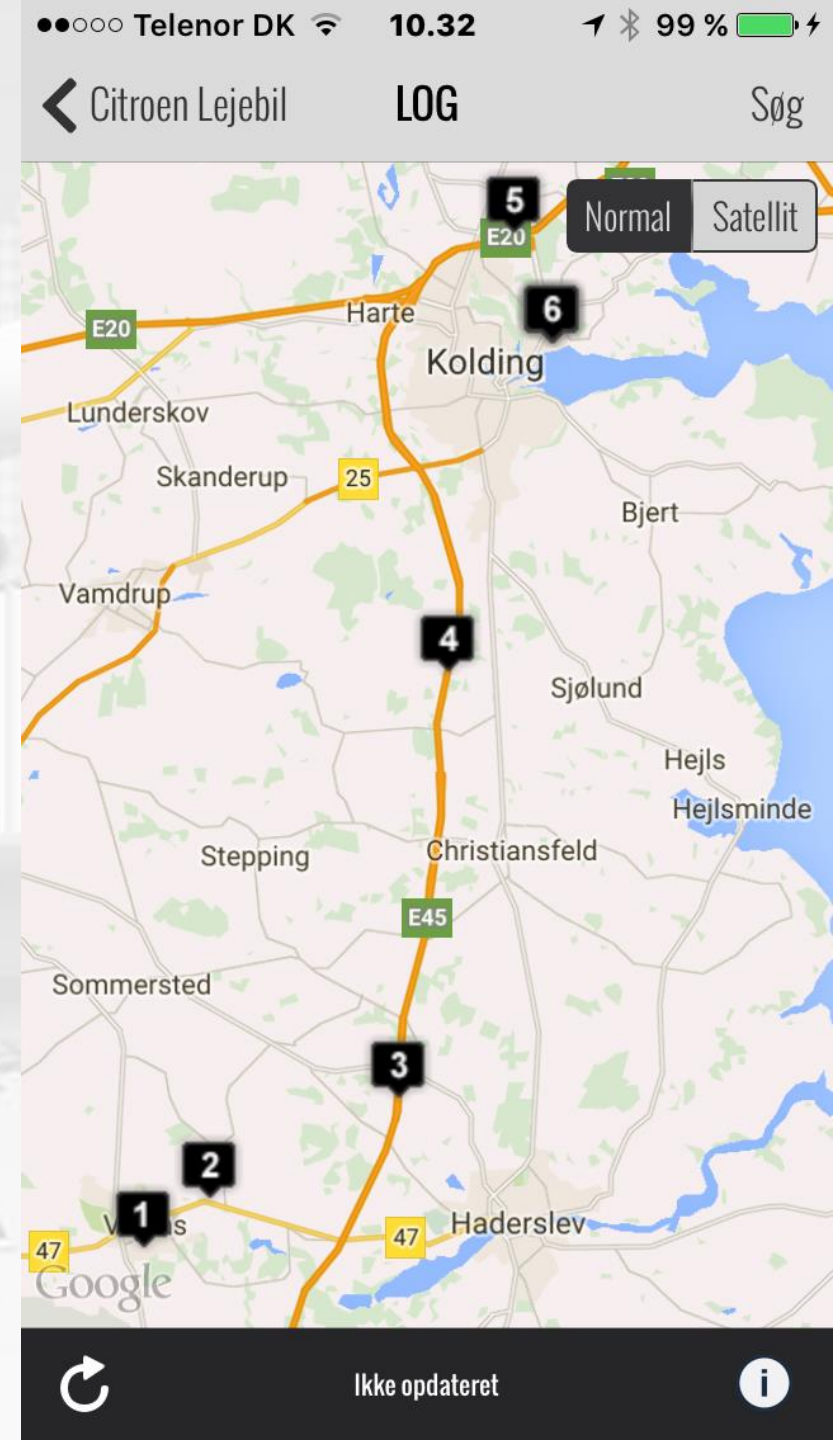 Telenor DK 10.32 99 %
Citroen Lejebil LOG Søg
Normal Satellit
5
E20
6
Harte
E20
Kolding
Lunderskov
Skanderup
25
Bjert
Vamdrup
4
Sjølund
Hejls
Hejlsminde
Stepping
Christiansfeld
E45
Sommersted
3
2
1
47
47
Haderslev
Google
Ikke opdateret
i